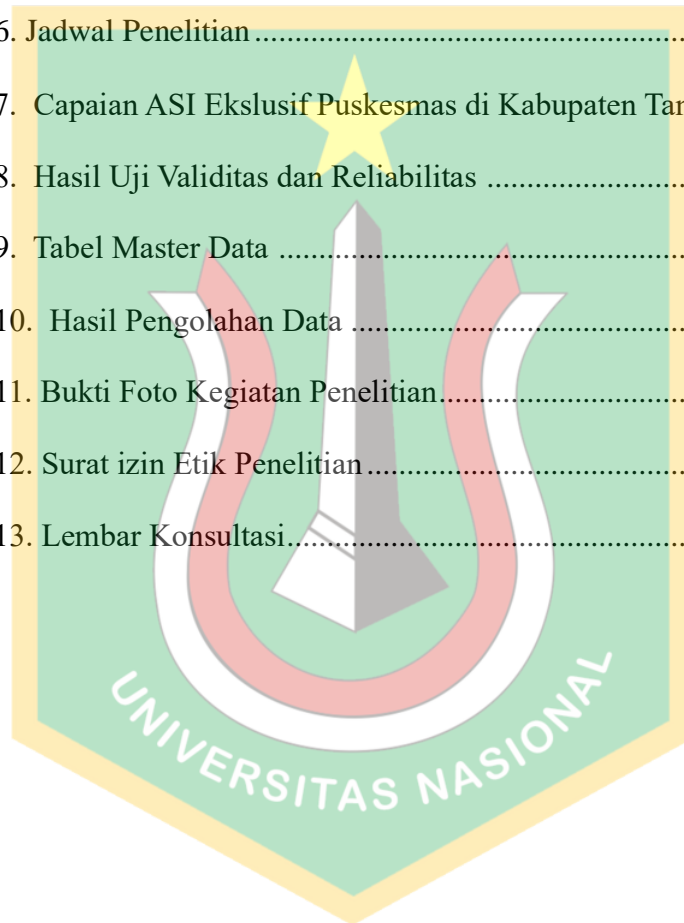 6. Jadwal Penelitian ........................................................
7. Capaian ASI Ekslusif Puskesmas di Kabupaten
8. Hasil Uji Validitas dan Reliabilitas .........................
9. Tabel Master Data ....................................................
10. Hasil Pengolahan Data ...........................................
11. Bukti Foto Kegiatan Penelitian...............................
12. Surat izin Etik Penelitian ........................................
13. Lembar Konsultasi...................................................
UNIVERSITAS NASIONAL